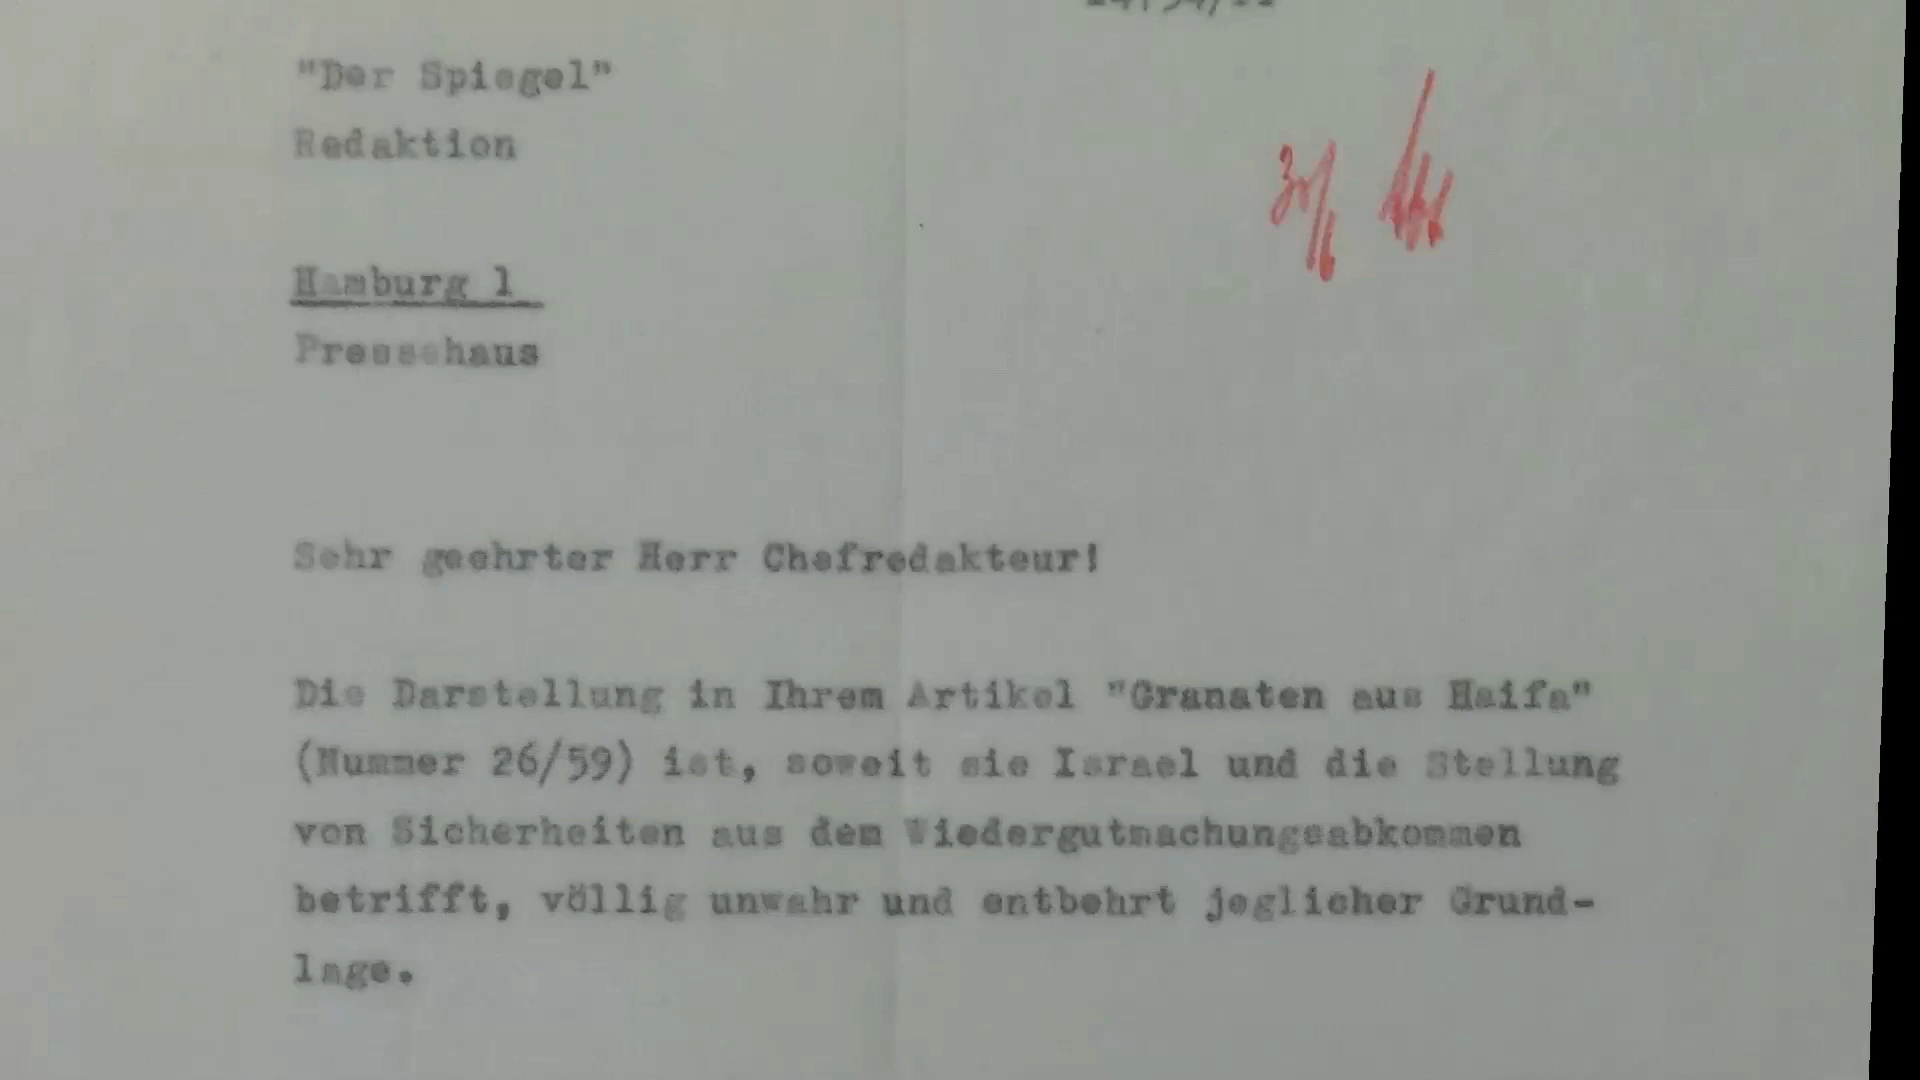 "Der Spiegel"
Redaktion
30/6
Hamburg 1
Pressehaus
Sehr geehrter Herr Chefredakteur!
Die Darstellung in Ihrem Artikel "Granaten aus Haifa"
(Nummer 26/59) ist, soweit sie Israel und die Stellung
von Sicherheiten aus dem Wiedergutmachungsabkommen
betrifft, völlig unwahr und entbehrt jeglicher Grund-
lage.